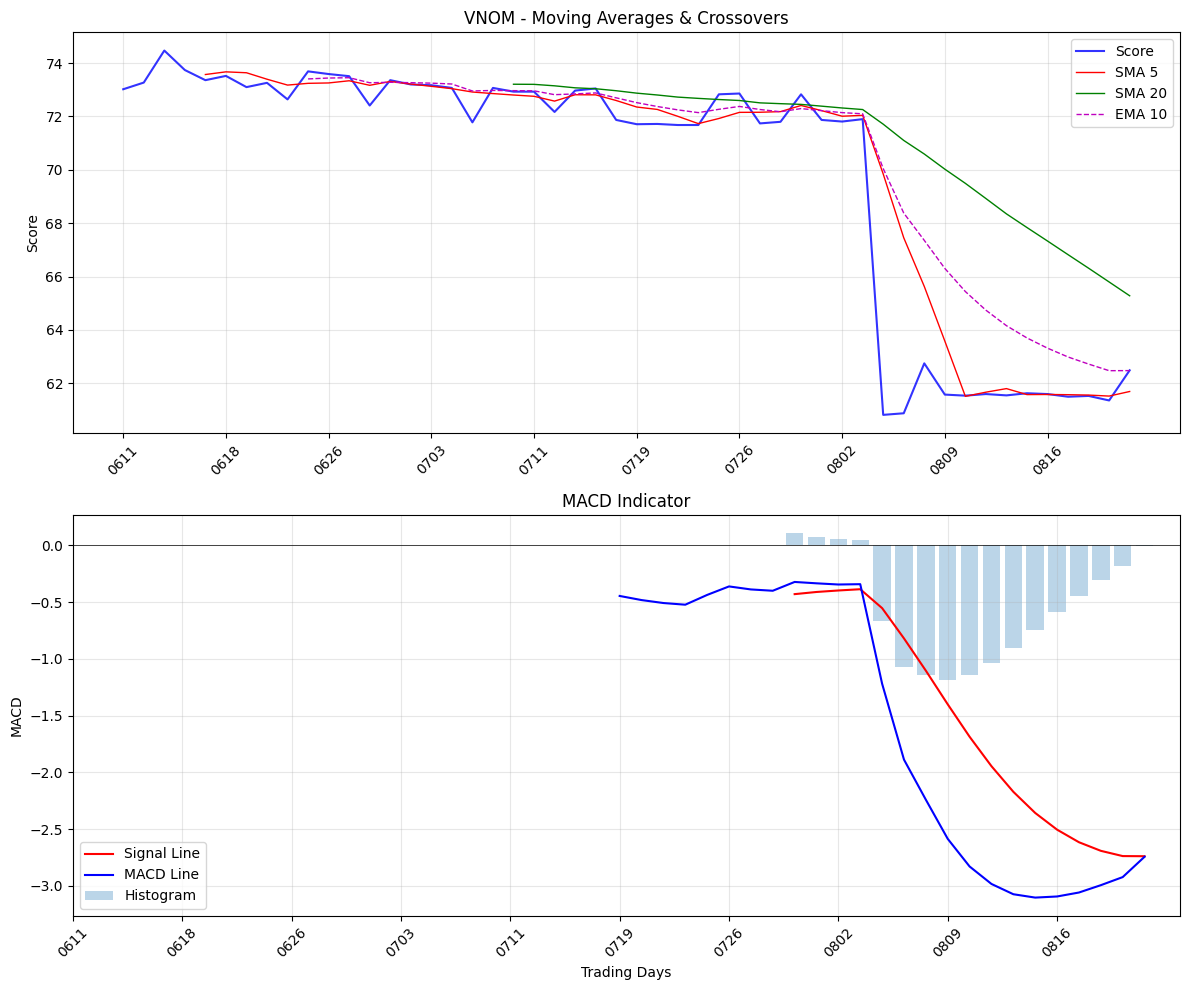 VNOM - Moving Averages & Crossovers
Score
74
72
70
68
66
64
62
Score
SMA 5
SMA 20
EMA 10
0611
0618
0626
0703
0711
0719
0726
0802
0809
0816
MACD Indicator
MACD
0.0
−0.5
−1.0
−1.5
−2.0
−2.5
−3.0
Signal Line
MACD Line
Histogram
0611
0618
0626
0703
0711
0719
0726
0802
0809
0816
Trading Days